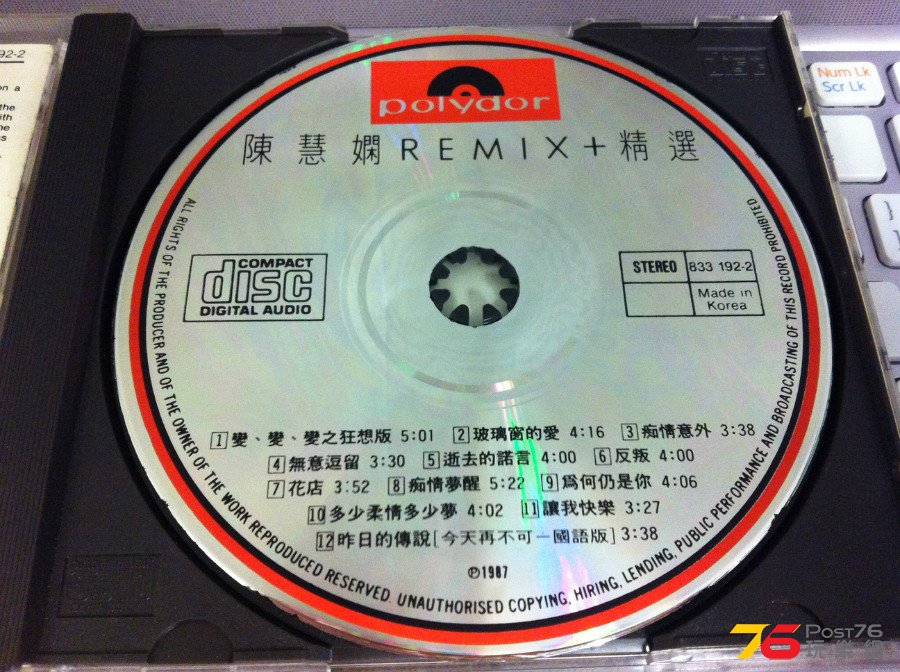 polydor
陳慧嫻REMIX+精選
COMPACT
disc
DIGITAL AUDIO
STEREO 833 192-2
Made in
Korea
1 變、變、變之狂想版 5:01 2 玻璃窗的愛 4:16 3 痴情意外 3:38
4 無意逗留 3:30 5 逝去的諾言 4:00 6 反叛 4:00
7 花店 3:52 8 痴情夢醒 5:22 9 爲何仍是你 4:06
10 多少柔情多少夢 4:02 11 讓我快樂 3:27
12 昨日的傳說[今天再不可—國語版] 3:38
℗1987
ALL RIGHTS OF THE PRODUCER AND OF THE OWNER OF THE WORK REPRODUCED RESERVED. UNAUTHORISED COPYING, HIRING, LENDING, PUBLIC PERFORMANCE AND BROADCASTING OF THIS RECORD PROHIBITED
92-2
on a
the
with
Num Lk
Scr Lk
}
76 Post76